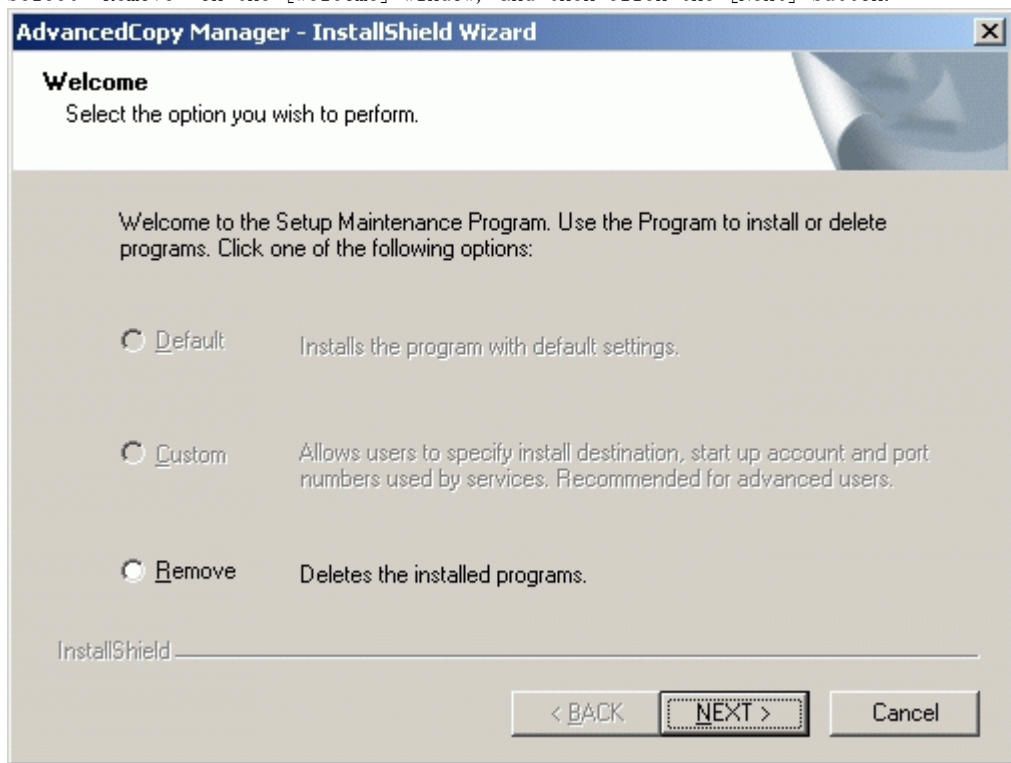 AdvancedCopy Manager - InstallShield Wizard
Welcome
Select the option you wish to perform.
Welcome to the Setup Maintenance Program. Use the Program to install or delete
programs. Click one of the following options:
Default
Installs the program with default settings.
Custom
Allows users to specify install destination, start up account and port
numbers used by services. Recommended for advanced users.
Remove
Deletes the installed programs.
InstallShield
< BACK
NEXT >
Cancel